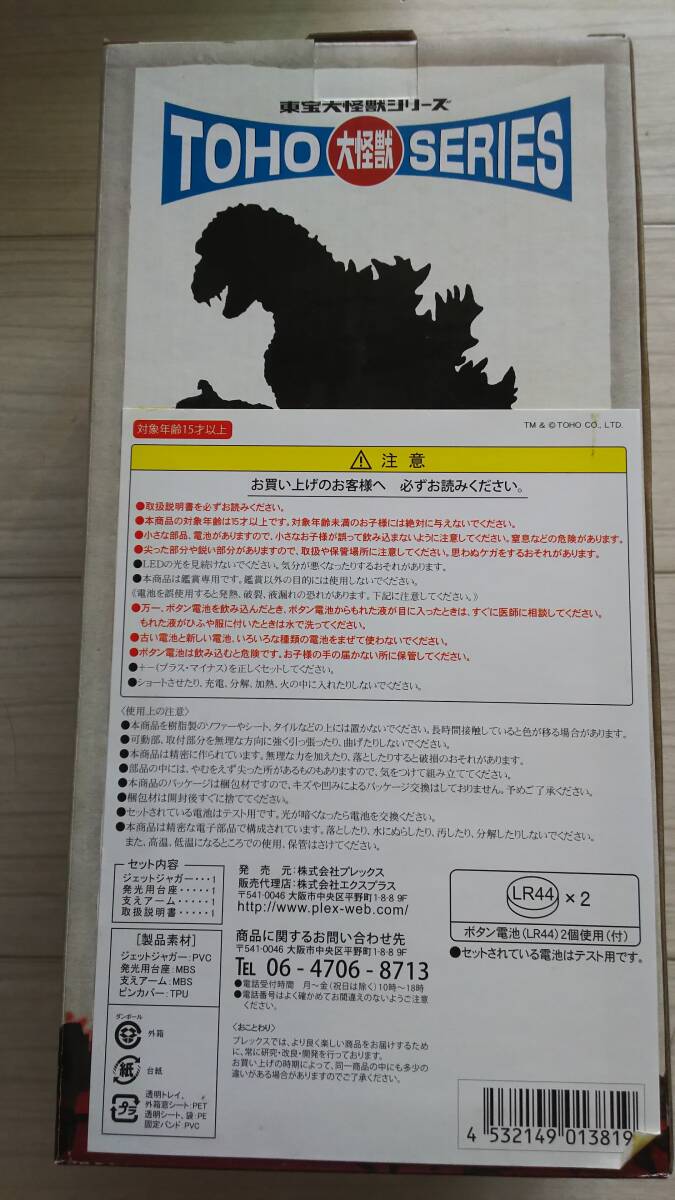 東宝大怪獣シリーズ
TOHO 大怪獣 SERIES
対象年齢15才以上
TM & © TOHO CO., LTD.
注意
お買い上げのお客様へ 必ずお読みください。
●取扱説明書を必ずお読みください。
●本商品の対象年齢は15才以上です。対象年齢未満のお子様には絶対に与えないでください。
●小さな部品、電池がありますので、小さなお子様が誤って飲み込まないように注意してください。窒息などの危険があります。
●尖った部分や鋭い部分がありますので、取扱や保管場所に注意してください。思わぬケガをするおそれがあります。
●LEDの光を見続けないでください。気分が悪くなったりするおそれがあります。
●本商品は鑑賞専用です。鑑賞以外の目的には使用しないでください。
《電池を誤使用すると発熱、破裂、液漏れの恐れがあります。下記に注意してください。》
●万一、ボタン電池を飲み込んだとき、ボタン電池からもれた液が目に入ったときは、すぐに医師に相談してください。
もれた液がひふや服に付いたときは水で洗ってください。
●古い電池と新しい電池、いろいろな種類の電池をまぜて使わないでください。
●ボタン電池は飲み込むと危険です。お子様の手の届かない所に保管してください。
●+−(プラス・マイナス)を正しくセットしてください。
●ショートさせたり、充電、分解、加熱、火の中に入れたりしないでください。
〈使用上の注意〉
●本商品を樹脂製のソファーやシート、タイルなどの上には置かないでください。長時間接触していると色が移る場合があります。
●可動部、取付部分を無理な方向に強く引っ張ったり、曲げたりしないでください。
●本商品は精密に作られています。無理な力を加えたり、落としたりすると破損のおそれがあります。
●部品の中には、やむをえず尖った所があるものもありますので、気をつけて組み立ててください。
●本商品のパッケージは梱包材ですので、キズや凹みによるパッケージ交換はしておりません。予めご了承ください。
●梱包材は開封後すぐに捨ててください。
●セットされている電池はテスト用です。光が暗くなったら電池を交換ください。
●本商品は精密な電子部品で構成されています。落としたり、水にぬらしたり、汚したり、分解したりしないでください。
また、高温、低温になるところでの使用、保管はさけてください。
セット内容
ジェットジャガー・・・1
発光用台座・・・・・1
支えアーム・・・・・1
取扱説明書・・・・・1
[製品素材]
ジェットジャガー:PVC
発光用台座:MBS
支えアーム:MBS
ピンカバー:TPU
ダンボール
外箱
紙
台紙
プラ
透明トレイ、
外箱窓シート:PET
透明シート、袋:PE
固定バンド:PVC
発売元:株式会社プレックス
販売代理店:株式会社エクスプラス
〒541-0046 大阪市中央区平野町1-8-8 9F
http://www.plex-web.com/
商品に関するお問い合わせ先
〒541-0046 大阪市中央区平野町1-8-8 9F
TEL 06-4706-8713
●電話受付時間 月〜金(祝日は除く)10時〜18時
●電話番号はよく確かめてお間違えのないようご注意
ください。
〈おことわり〉
プレックスでは、より良く楽しい商品をお届けするため
に、常に研究・改良・開発を行っております。
お買い上げの時期によって、同一商品の中にも多少の
違いがある場合がありますのでご了承ください。
LR44 ×2
ボタン電池(LR44)2個使用(付)
●セットされている電池はテスト用です。
4 532149 013819